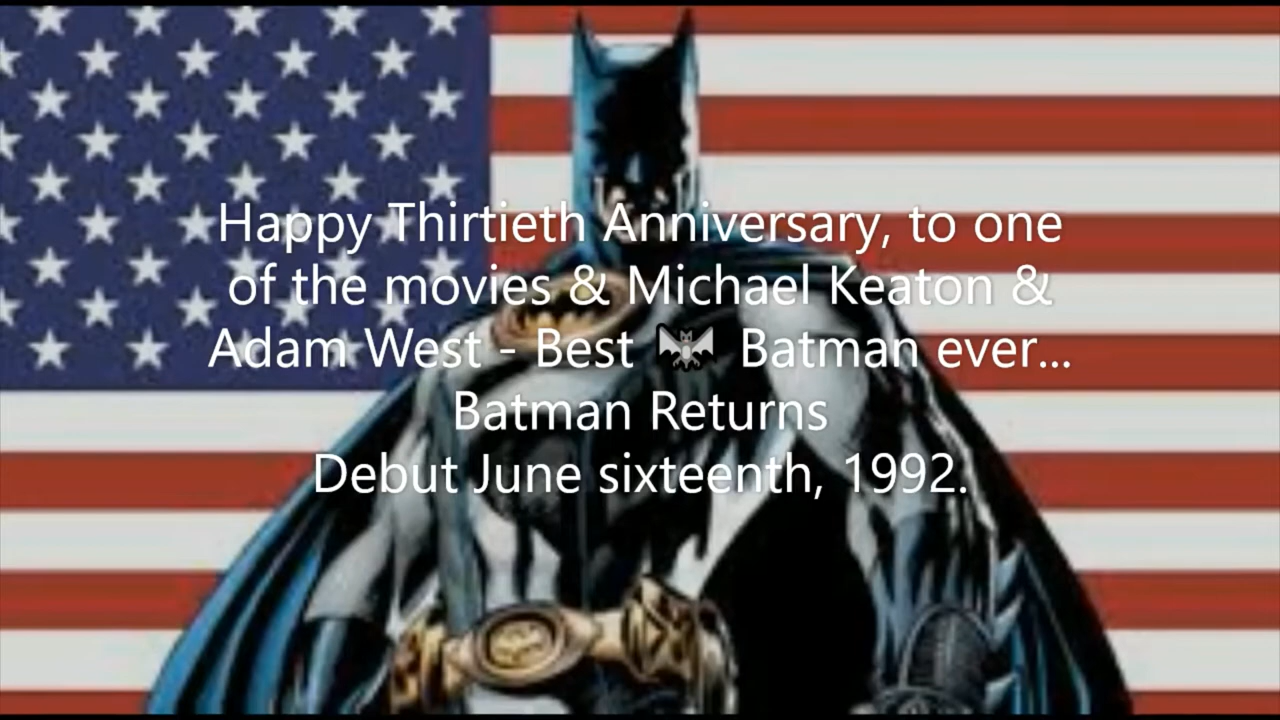 Happy Thirtieth Anniversary, to one
of the movies & Michael Keaton &
Adam West - Best 🦇 Batman ever...
Batman Returns
Debut June sixteenth, 1992.